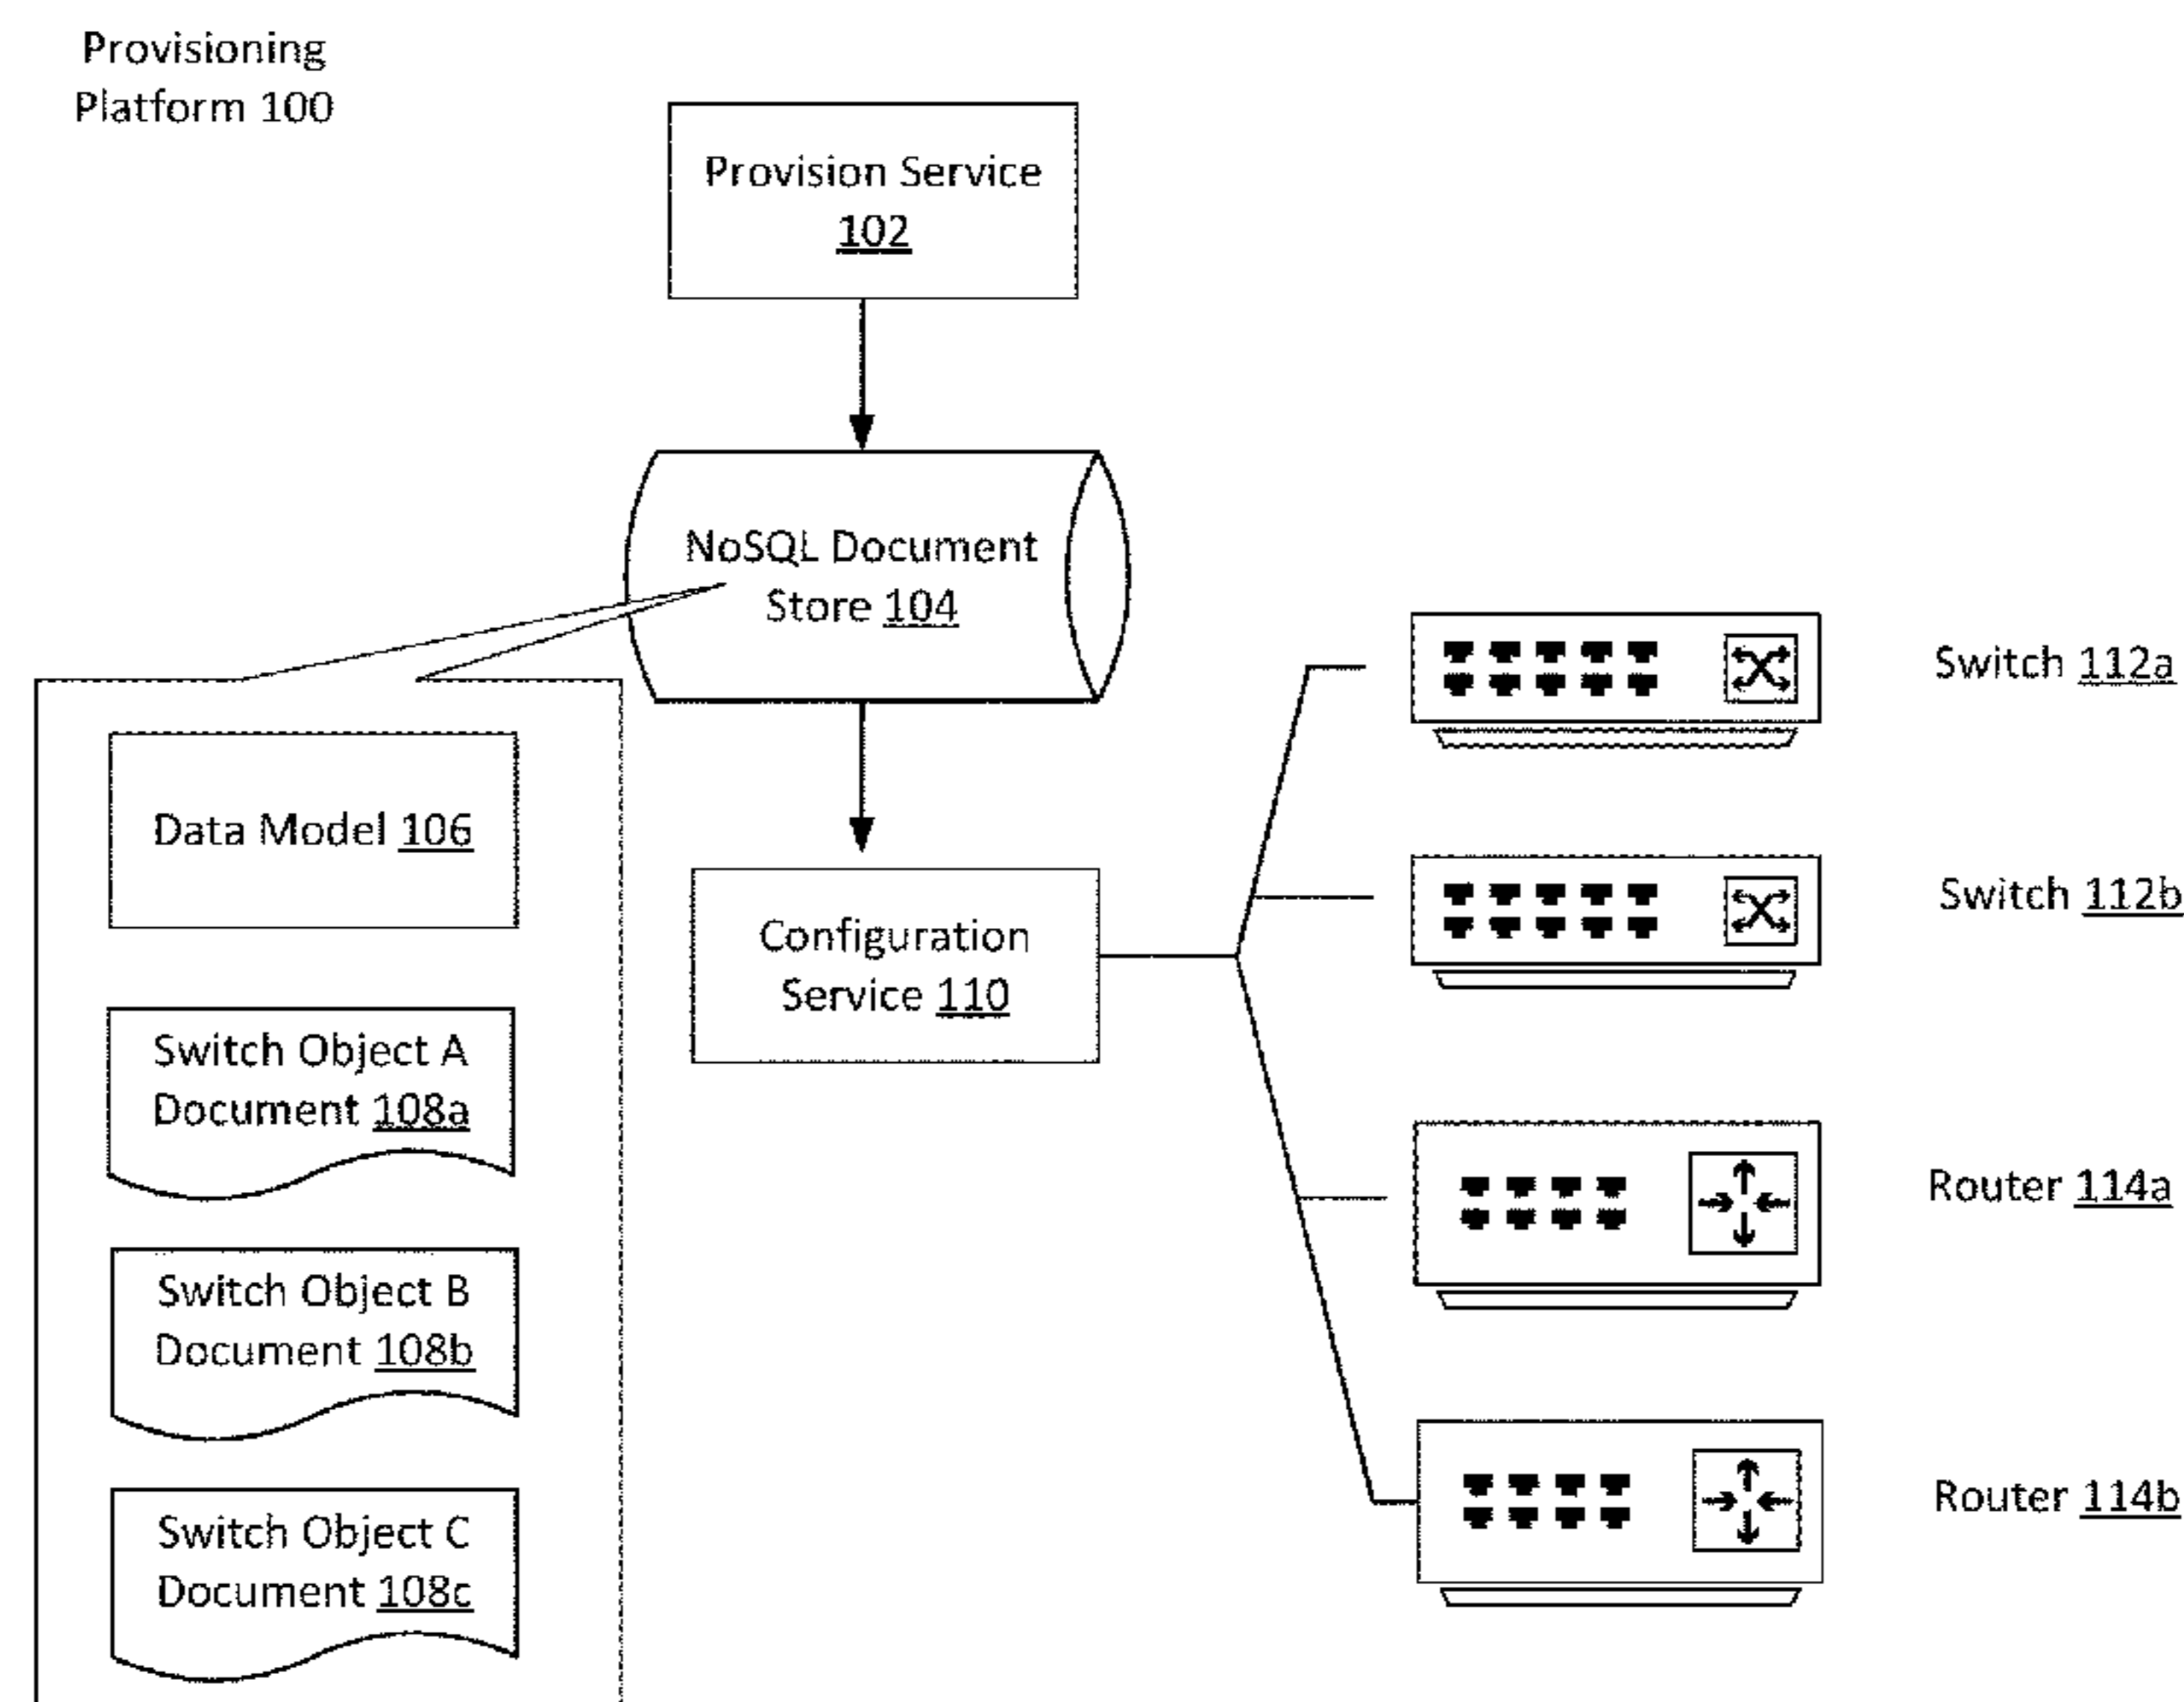 Provisioning
Platform 100
Provision Service
102
NoSQL Document
Store 104
Data Model 106
Switch Object A
Document 108a
Switch Object B
Document 108b
Switch Object C
Document 108c
Configuration
Service 110
Switch 112a
Switch 112b
Router 114a
Router 114b